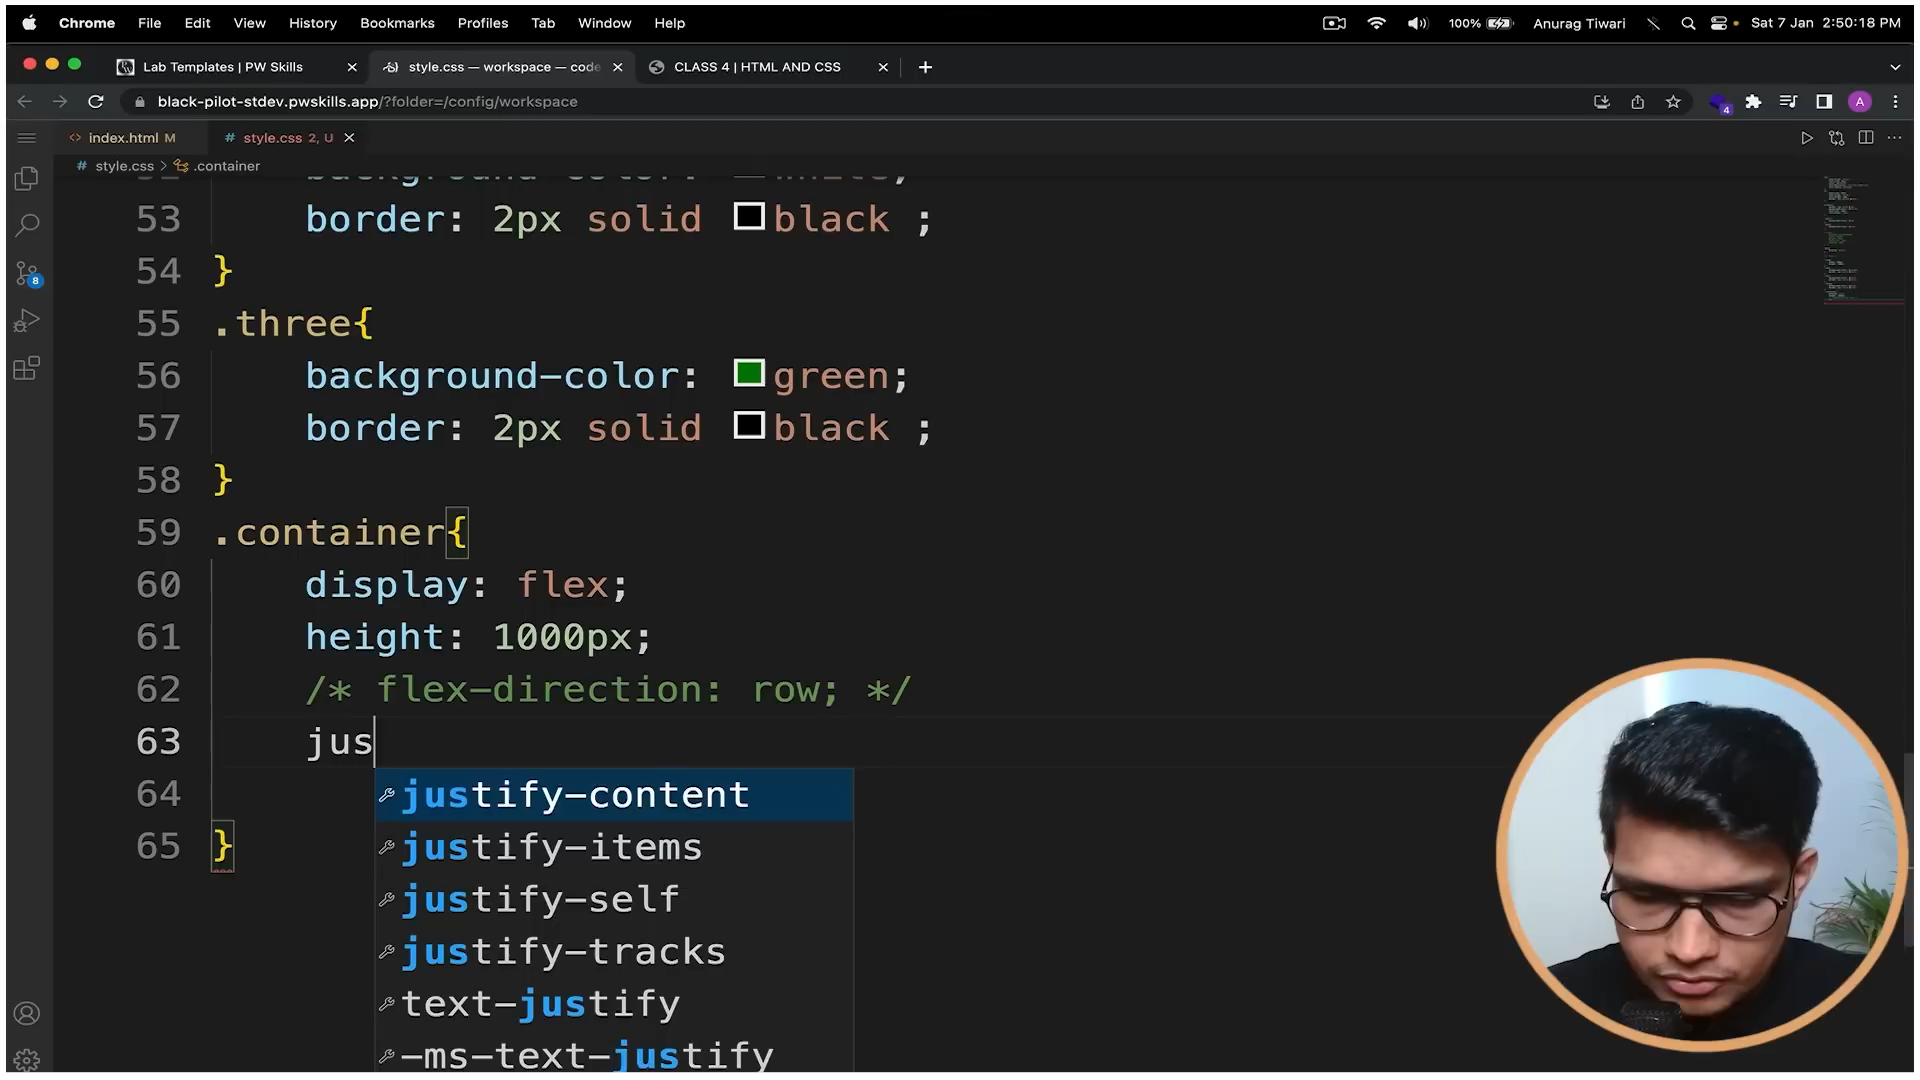 Chrome File Edit View History Bookmarks Profiles Tab Window Help 100% Anurag Tiwari Sat 7 Jan 2:50:18 PM
Lab Templates | PW Skills style.css — workspace — code CLASS 4 | HTML AND CSS
black-pilot-stdev.pwskills.app/?folder=/config/workspace 4 A
index.html M # style.css 2, U
# style.css > .container
background-color: white;
53 border: 2px solid black ;
54 }
55 .three{
56 background-color: green;
57 border: 2px solid black ;
58 }
59 .container{
60 display: flex;
61 height: 1000px;
62 /* flex-direction: row; */
63 jus
64 justify-content
65 } justify-items
justify-self
justify-tracks
text-justify
-ms-text-justify
8